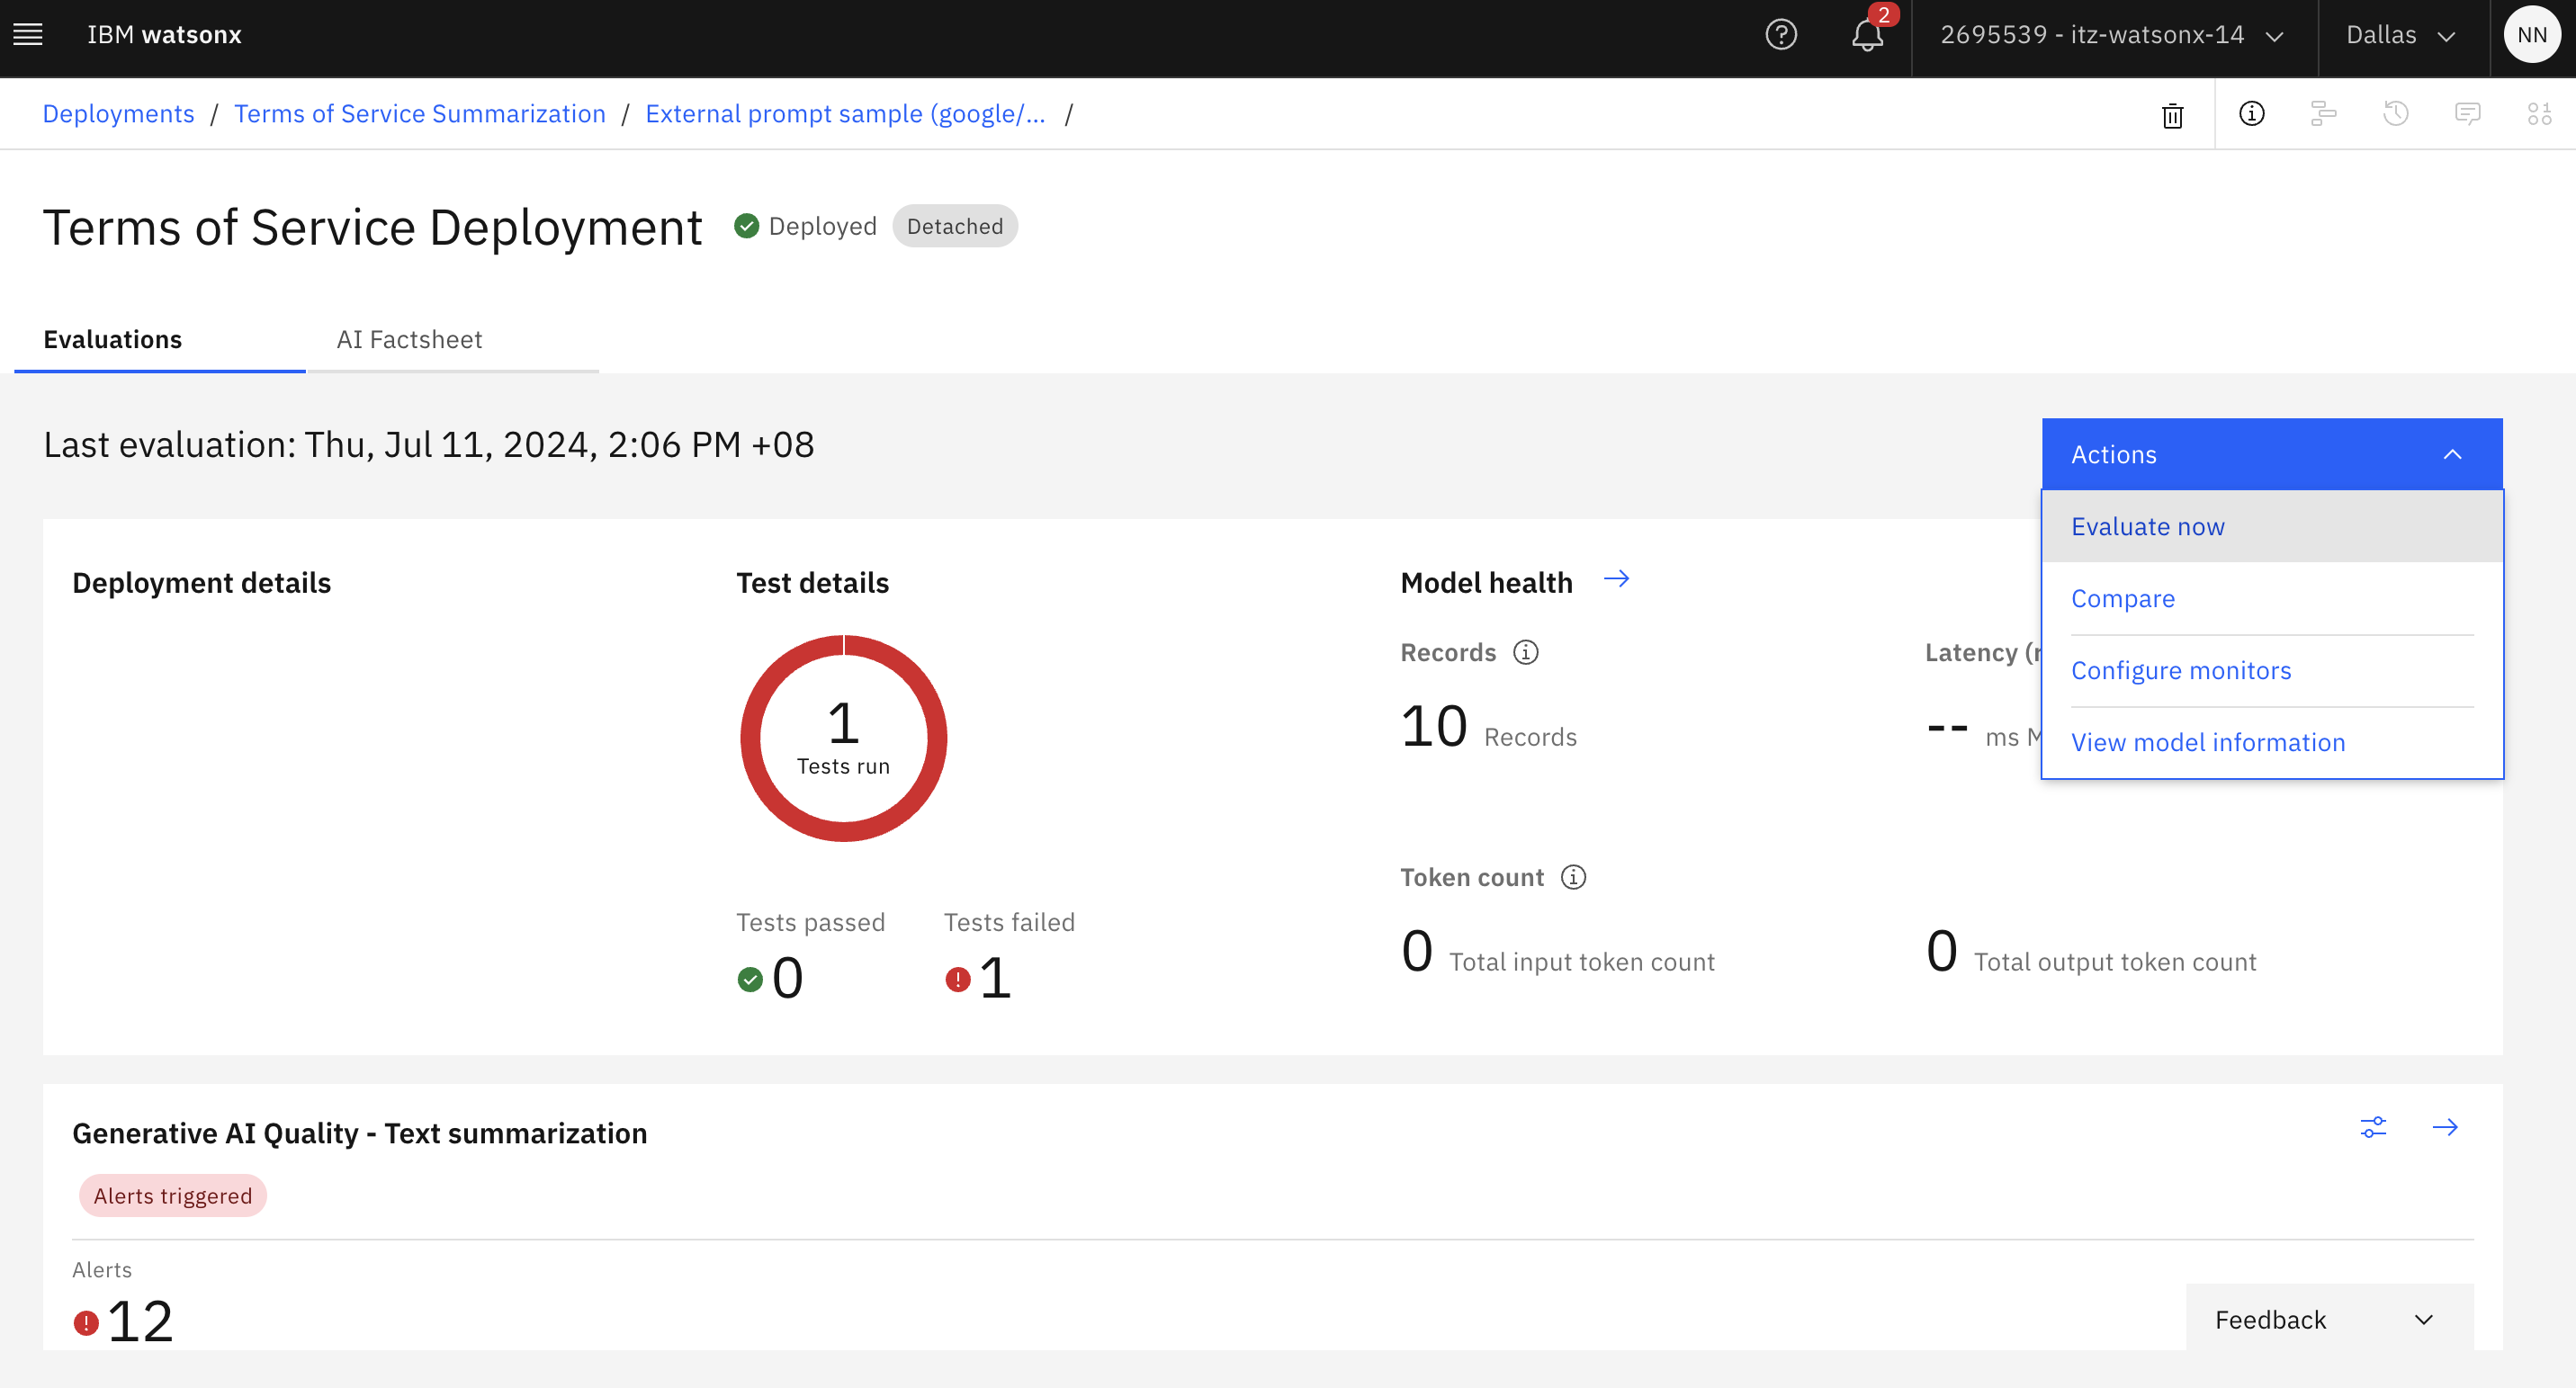 IBM watsonx
2
2695539 - itz-watsonx-14
Dallas
NN
Deployments / Terms of Service Summarization / External prompt sample (google/... /
Terms of Service Deployment
Deployed
Detached
Evaluations
AI Factsheet
Last evaluation: Thu, Jul 11, 2024, 2:06 PM +08
Actions
Evaluate now
Compare
Configure monitors
View model information
Deployment details
Test details
1
Tests run
Tests passed
0
Tests failed
1
Model health
Records
10 Records
Latency (
-- ms
Token count
0 Total input token count
0 Total output token count
Generative AI Quality - Text summarization
Alerts triggered
Alerts
12
Feedback